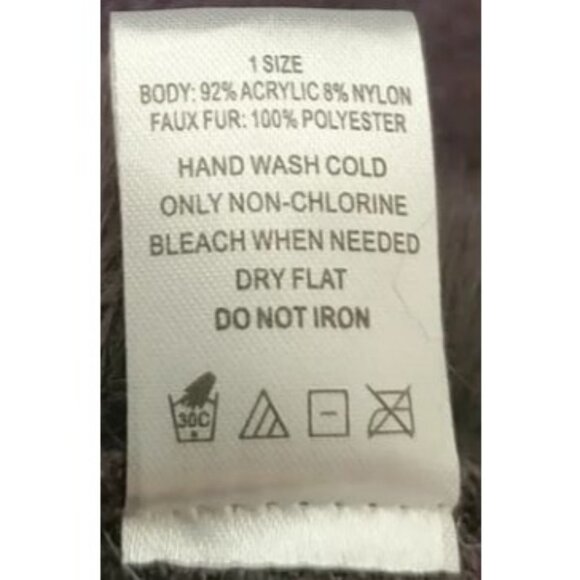 1 SIZE
BODY: 92% ACRYLIC 8% NYLON
FAUX FUR: 100% POLYESTER
HAND WASH COLD
ONLY NON-CHLORINE
BLEACH WHEN NEEDED
DRY FLAT
DO NOT IRON
30C